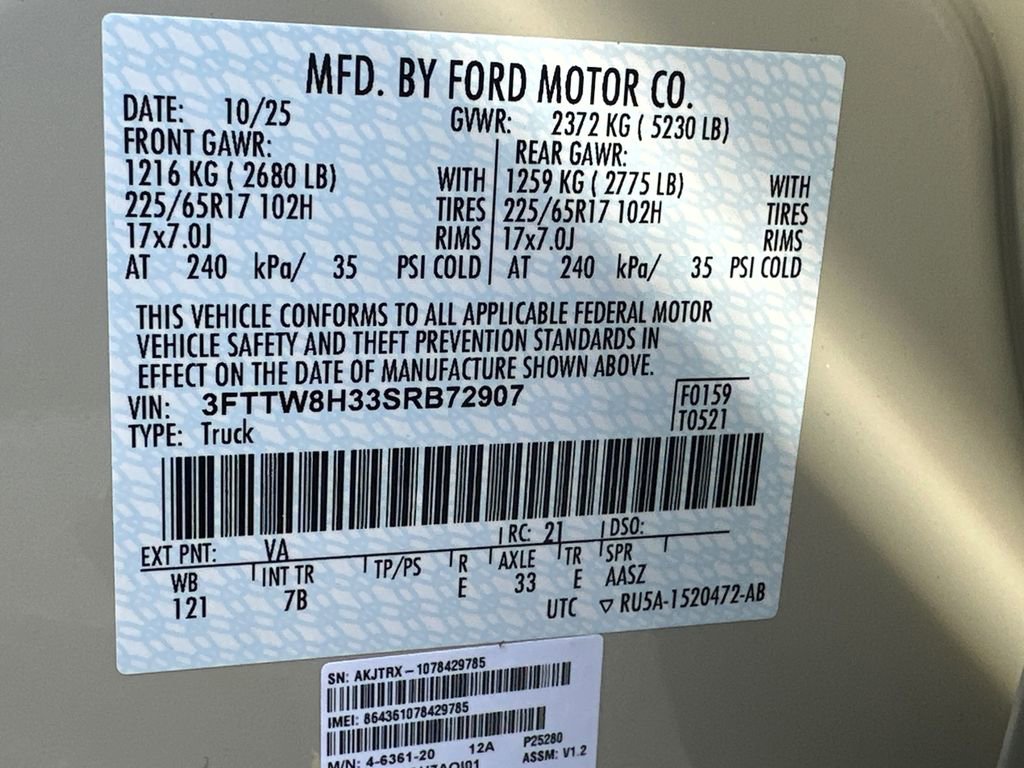 MFD. BY FORD MOTOR CO.
DATE: 10/25 GVWR: 2372 KG ( 5230 LB)
FRONT GAWR: REAR GAWR:
1216 KG ( 2680 LB) WITH 1259 KG ( 2775 LB) WITH
225/65R17 102H TIRES 225/65R17 102H TIRES
17x7.0J RIMS 17x7.0J RIMS
AT 240 kPa/ 35 PSI COLD AT 240 kPa/ 35 PSI COLD
THIS VEHICLE CONFORMS TO ALL APPLICABLE FEDERAL MOTOR
VEHICLE SAFETY AND THEFT PREVENTION STANDARDS IN
EFFECT ON THE DATE OF MANUFACTURE SHOWN ABOVE.
VIN: 3FTTW8H33SRB72907 F0159
TYPE: Truck T0521
EXT PNT: VA RC: 21 DSO:
WB INT TR TP/PS R AXLE TR SPR
121 7B E 33 E AASZ
UTC ▽ RU5A-1520472-AB
SN: AKJTRX-1078429785
IMEI: 864361078429785
M/N: 4-6361-20 12A P25280
ASSM: V1.2